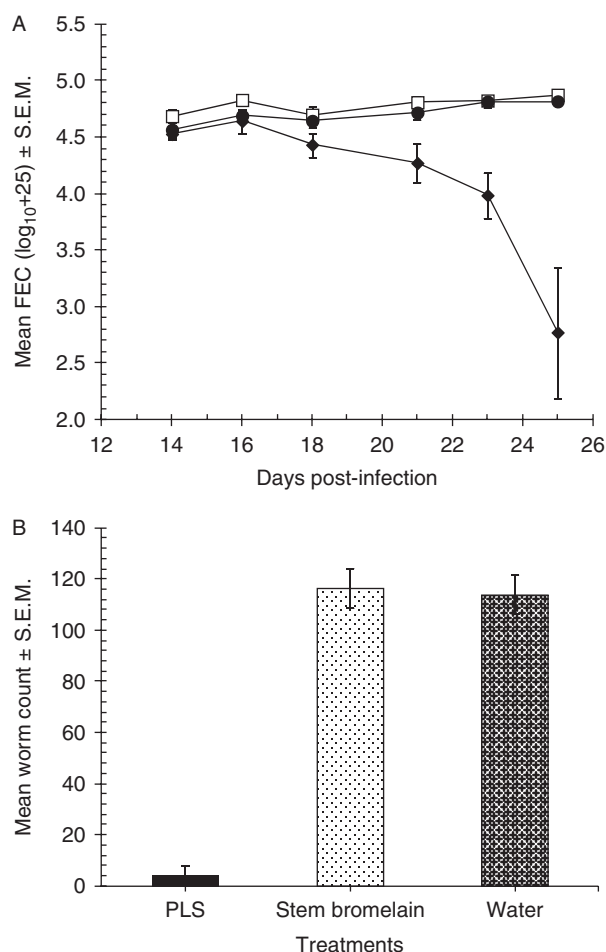 A
5.5
5.0
4.5
4.0
3.5
3.0
2.5
2.0
Mean FEC (log₁₀+25) ± S.E.M.
12 14 16 18 20 22 24 26
Days post-infection
B
140
120
100
80
60
40
20
0
Mean worm count ± S.E.M.
PLS Stem bromelain Water
Treatments